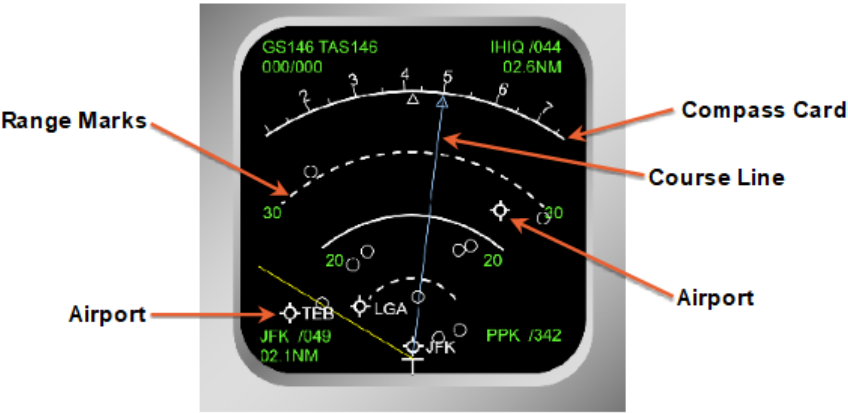 GS146 TAS146
IHIQ /044
000/000
02.6NM
2 3 4 5 6 7
Range Marks
Compass Card
Course Line
30
30
20
20
Airport
Airport
TEB
LGA
JFK /049
JFK
PPK /342
02.1NM